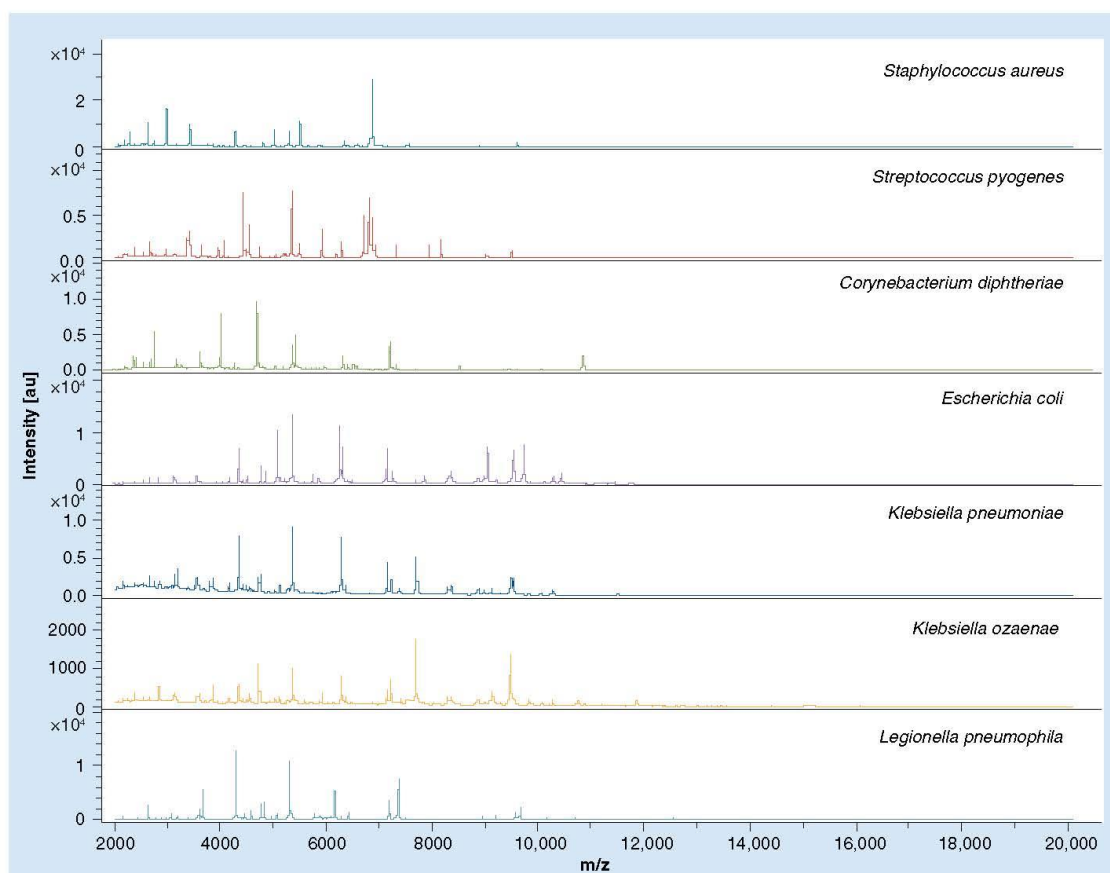 ×10⁴
Staphylococcus aureus
2
0
×10⁴
Streptococcus pyogenes
0.5
0.0
×10⁴
Corynebacterium diphtheriae
1.0
0.5
0.0
×10⁴
Escherichia coli
1
0
×10⁴
Klebsiella pneumoniae
1.0
0.5
0.0
Klebsiella ozaenae
2000
1000
0
×10⁴
Legionella pneumophila
1
0
Intensity [au]
2000 4000 6000 8000 10,000 12,000 14,000 16,000 18,000 20,000
m/z